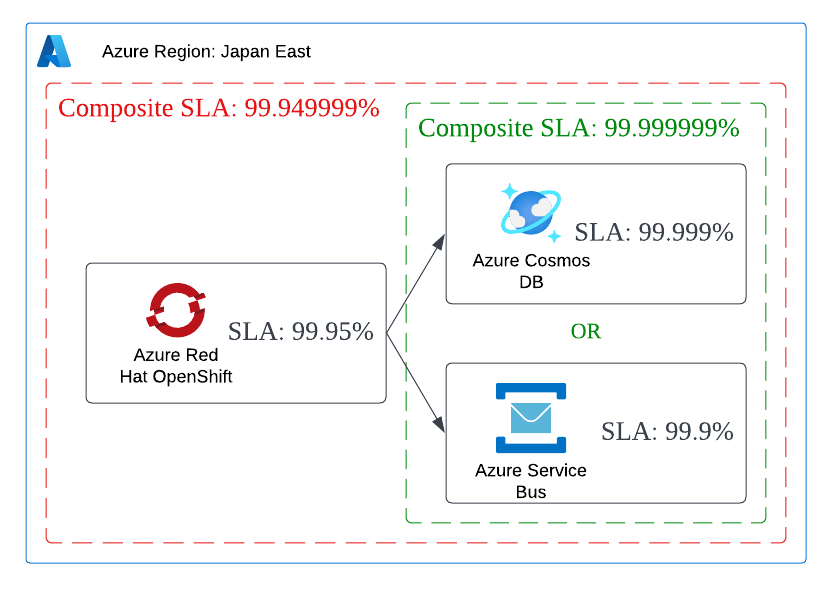 Azure Region: Japan East
Composite SLA: 99.949999%
Composite SLA: 99.999999%
SLA: 99.999%
Azure Cosmos
DB
OR
SLA: 99.95%
Azure Red
Hat OpenShift
SLA: 99.9%
Azure Service
Bus